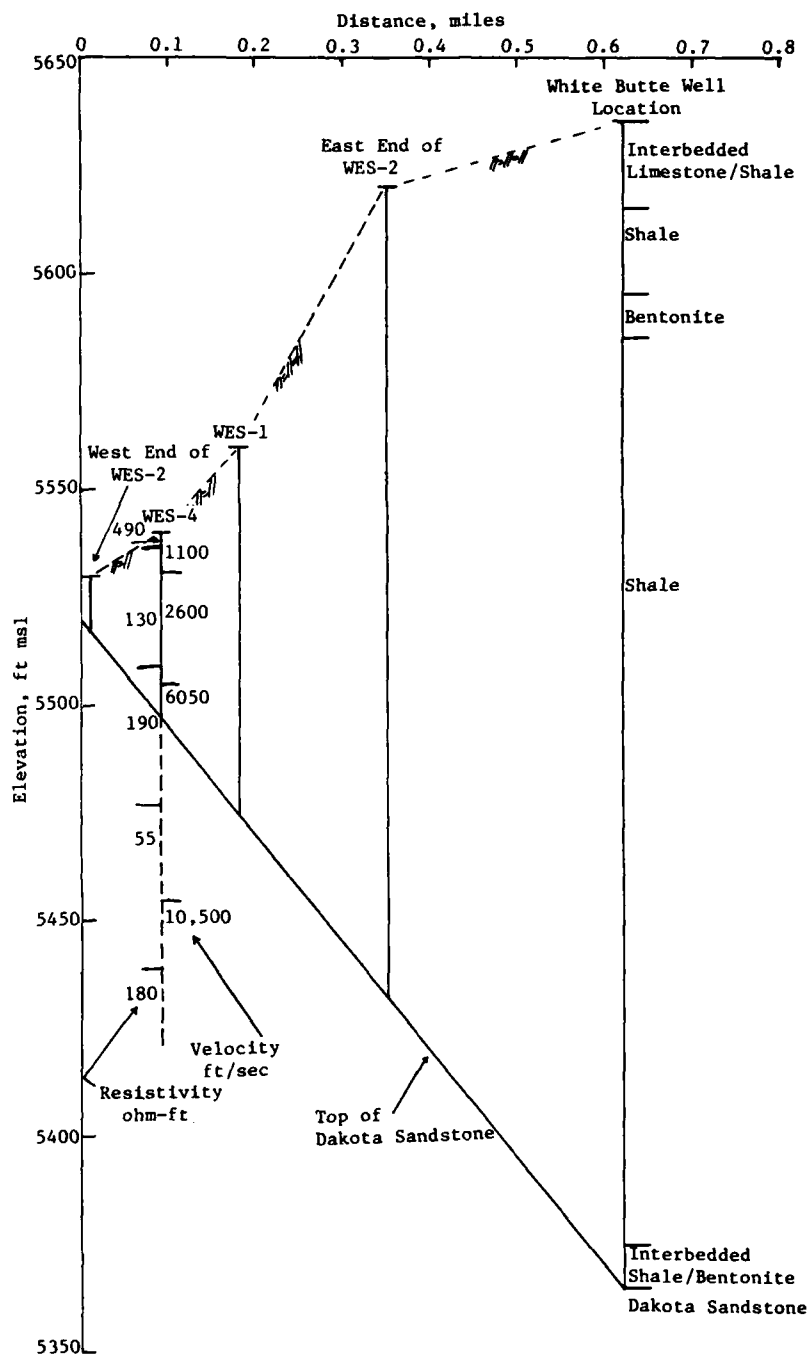 Distance, miles
0 0.1 0.2 0.3 0.4 0.5 0.6 0.7 0.8
5650
White Butte Well
Location
East End of
WES-2
Interbedded
Limestone/Shale
Shale
5600
Bentonite
WES-1
West End of
WES-2
5550
WES-4
490
1100
Shale
130
2600
6050
5500
190
Elevation, ft msl
55
5450
10,500
180
Velocity
ft/sec
Resistivity
ohm-ft
Top of
Dakota Sandstone
5400
Interbedded
Shale/Bentonite
Dakota Sandstone
5350